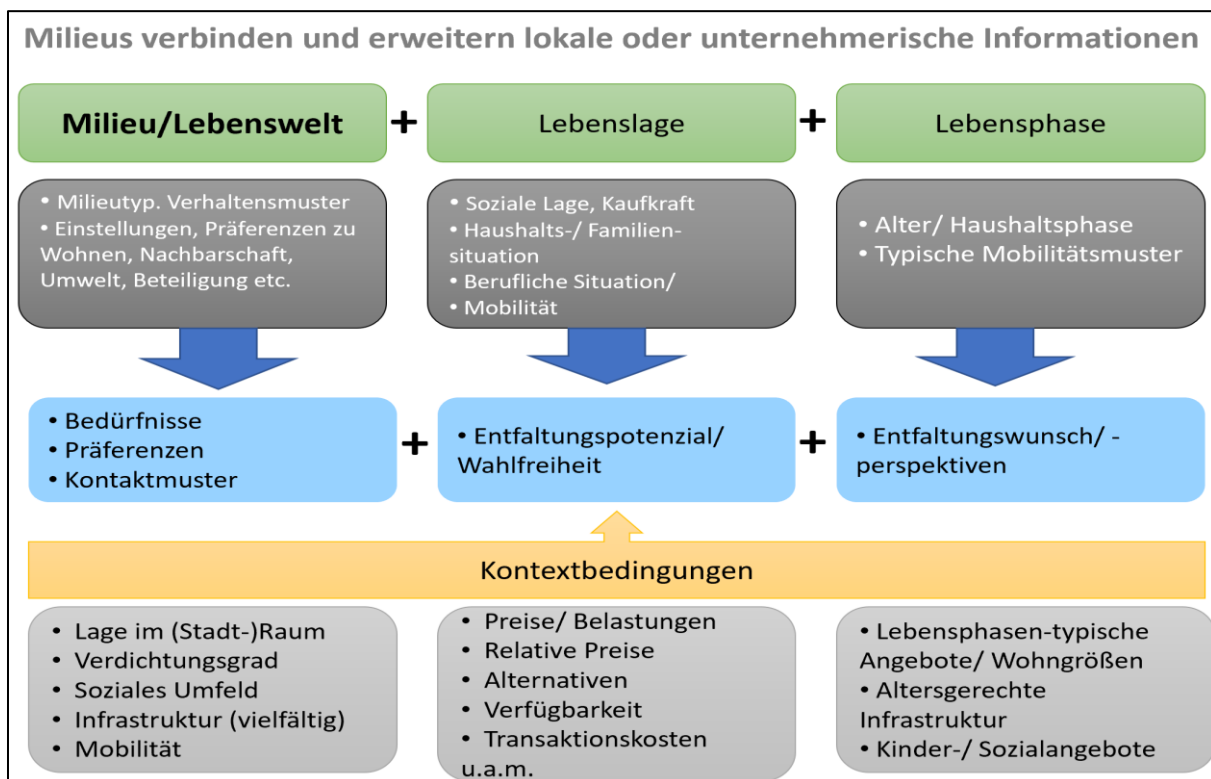 Milieus verbinden und erweitern lokale oder unternehmerische Informationen
Milieu/Lebenswelt
+
Lebenslage
+
Lebensphase
• Milieutyp. Verhaltensmuster
• Einstellungen, Präferenzen zu
Wohnen, Nachbarschaft,
Umwelt, Beteiligung etc.
• Soziale Lage, Kaufkraft
• Haushalts-/ Familien-
situation
• Berufliche Situation/
• Mobilität
• Alter/ Haushaltsphase
• Typische Mobilitätsmuster
• Bedürfnisse
• Präferenzen
• Kontaktmuster
+
• Entfaltungspotenzial/
Wahlfreiheit
+
• Entfaltungswunsch/ -
perspektiven
Kontextbedingungen
• Lage im (Stadt-)Raum
• Verdichtungsgrad
• Soziales Umfeld
• Infrastruktur (vielfältig)
• Mobilität
• Preise/ Belastungen
• Relative Preise
• Alternativen
• Verfügbarkeit
• Transaktionskosten
u.a.m.
• Lebensphasen-typische
Angebote/ Wohngrößen
• Altersgerechte
Infrastruktur
• Kinder-/ Sozialangebote